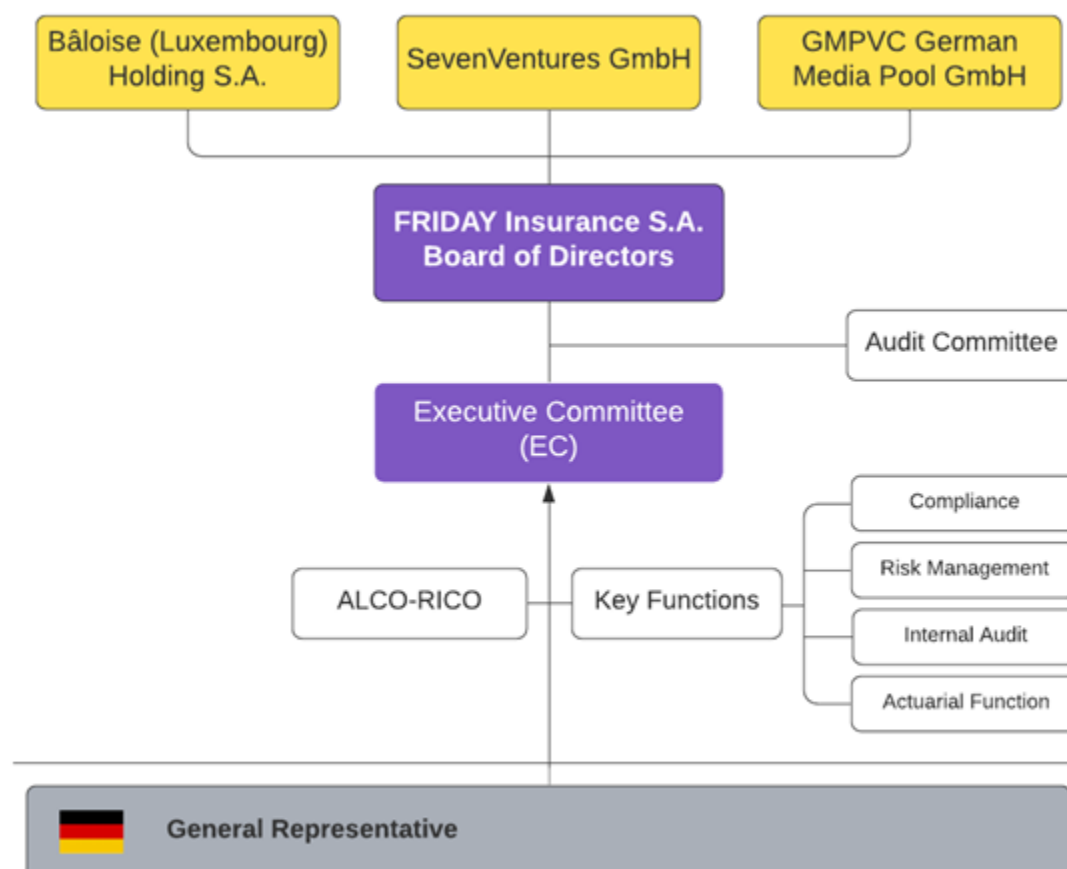 Bâloise (Luxembourg)
Holding S.A.
SevenVentures GmbH
GMPVC German
Media Pool GmbH
FRIDAY Insurance S.A.
Board of Directors
Audit Committee
Executive Committee
(EC)
Compliance
Risk Management
ALCO-RICO
Key Functions
Internal Audit
Actuarial Function
General Representative